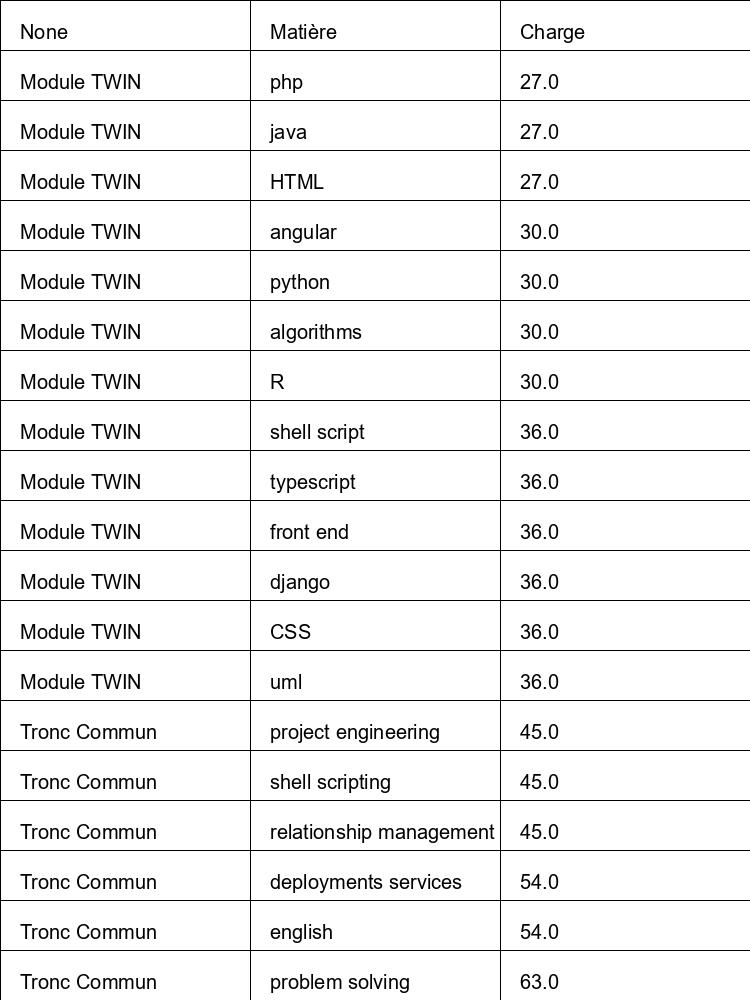 None Matière Charge
Module TWIN php 27.0
Module TWIN java 27.0
Module TWIN HTML 27.0
Module TWIN angular 30.0
Module TWIN python 30.0
Module TWIN algorithms 30.0
Module TWIN R 30.0
Module TWIN shell script 36.0
Module TWIN typescript 36.0
Module TWIN front end 36.0
Module TWIN django 36.0
Module TWIN CSS 36.0
Module TWIN uml 36.0
Tronc Commun project engineering 45.0
Tronc Commun shell scripting 45.0
Tronc Commun relationship management 45.0
Tronc Commun deployments services 54.0
Tronc Commun english 54.0
Tronc Commun problem solving 63.0